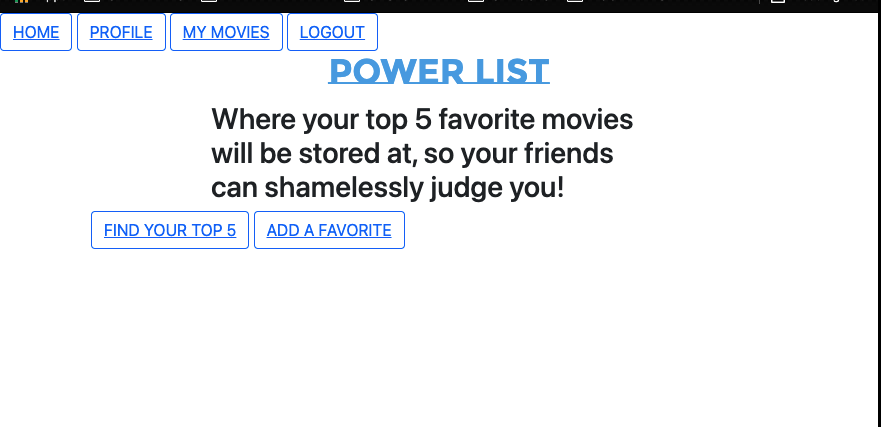 HOME PROFILE MY MOVIES LOGOUT
POWER LIST
Where your top 5 favorite movies
will be stored at, so your friends
can shamelessly judge you!
FIND YOUR TOP 5 ADD A FAVORITE